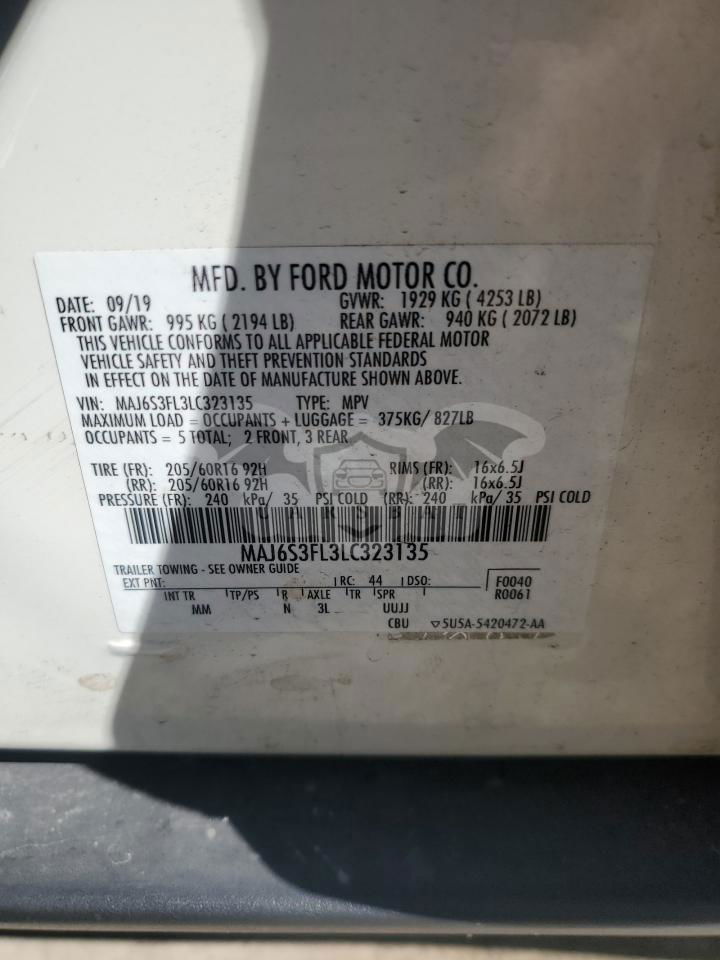 MFD. BY FORD MOTOR CO.
DATE: 09/19 GVWR: 1929 KG ( 4253 LB)
FRONT GAWR: 995 KG ( 2194 LB) REAR GAWR: 940 KG ( 2072 LB)
THIS VEHICLE CONFORMS TO ALL APPLICABLE FEDERAL MOTOR
VEHICLE SAFETY AND THEFT PREVENTION STANDARDS
IN EFFECT ON THE DATE OF MANUFACTURE SHOWN ABOVE.
VIN: MAJ6S3FL3LC323135 TYPE: MPV
MAXIMUM LOAD = OCCUPANTS + LUGGAGE = 375KG/ 827LB
OCCUPANTS = 5 TOTAL; 2 FRONT, 3 REAR
TIRE (FR): 205/60R16 92H RIMS (FR): 16x6.5J
(RR): 205/60R16 92H (RR): 16x6.5J
PRESSURE (FR): 240 kPa/ 35 PSI COLD (RR): 240 kPa/ 35 PSI COLD
MAJ6S3FL3LC323135
TRAILER TOWING - SEE OWNER GUIDE
EXT PNT: RC: 44 DSO: F0040
INT TR TP/PS R AXLE TR SPR R0061
MM N 3L UUJJ
CBU ▽5U5A-5420472-AA